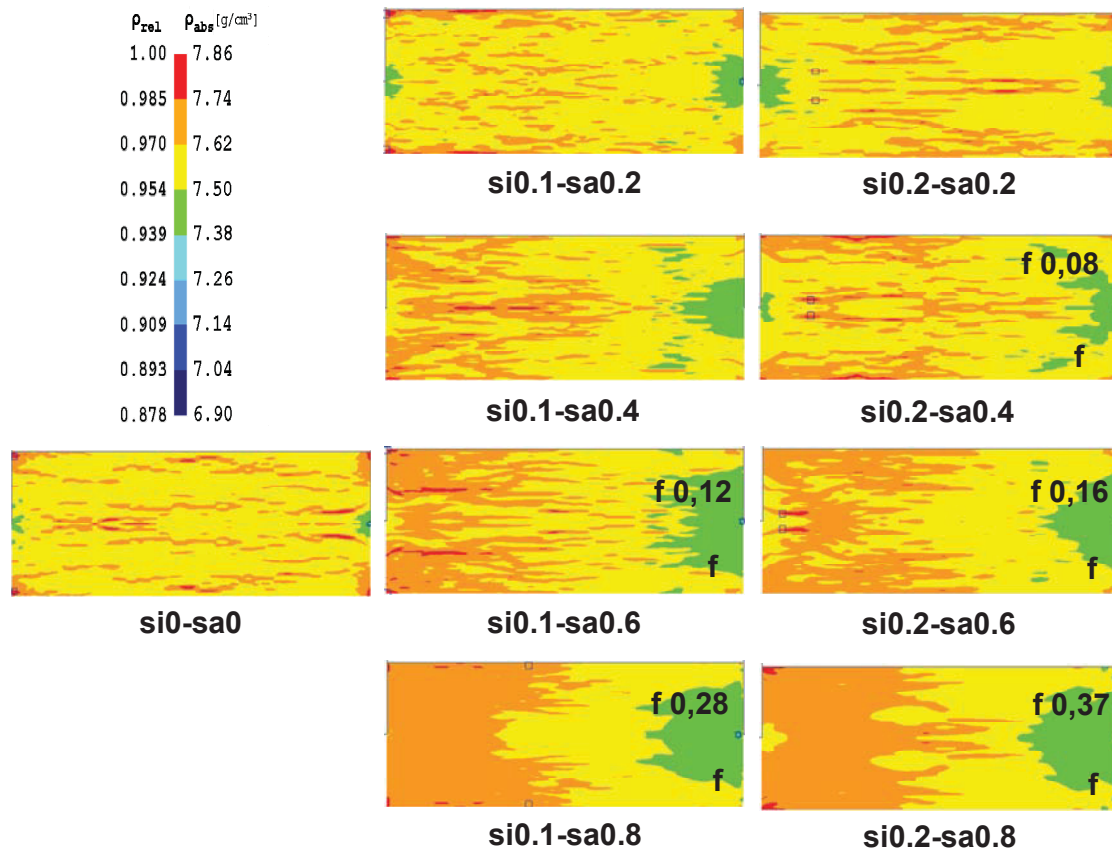 ρrel ρabs [g/cm³]
1.00 7.86
0.985 7.74
0.970 7.62
0.954 7.50
0.939 7.38
0.924 7.26
0.909 7.14
0.893 7.04
0.878 6.90
si0.1-sa0.2 si0.2-sa0.2
f 0,08
f
si0.1-sa0.4 si0.2-sa0.4
f 0,12 f 0,16
f f
si0-sa0 si0.1-sa0.6 si0.2-sa0.6
f 0,28 f 0,37
f f
si0.1-sa0.8 si0.2-sa0.8